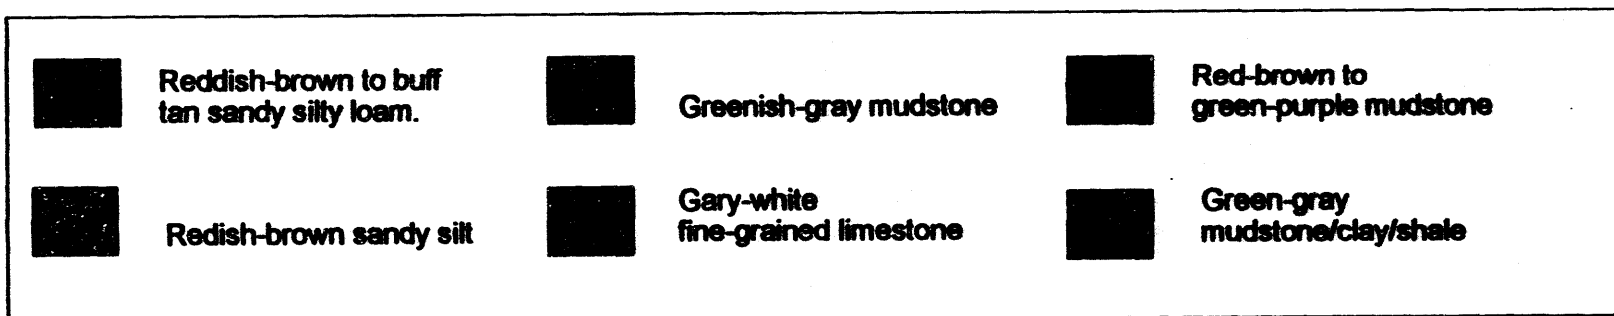 Reddish-brown to buff
tan sandy silty loam.
Greenish-gray mudstone
Red-brown to
green-purple mudstone
Redish-brown sandy silt
Gary-white
fine-grained limestone
Green-gray
mudstone/clay/shale